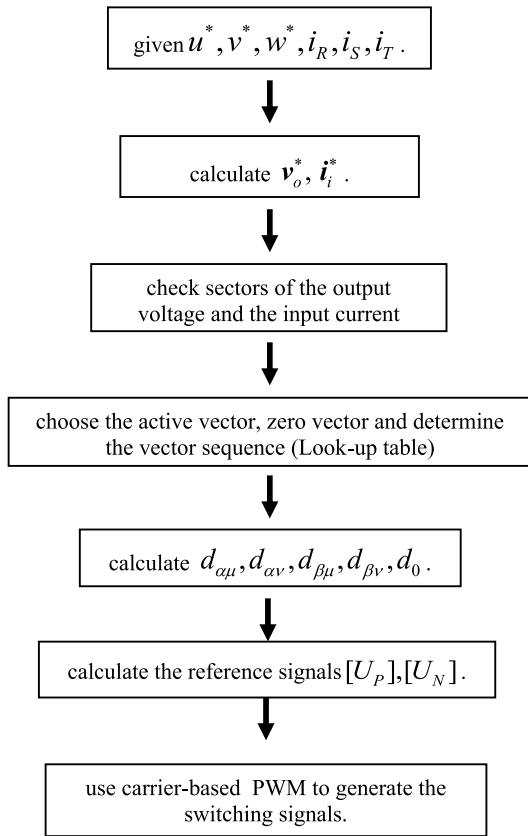 given u*, v*, w*, i_R, i_S, i_T .
calculate v_o*, i_i* .
check sectors of the output
voltage and the input current
choose the active vector, zero vector and determine
the vector sequence (Look-up table)
calculate d_αμ, d_αν, d_βμ, d_βν, d_0 .
calculate the reference signals [U_P],[U_N] .
use carrier-based PWM to generate the
switching signals.